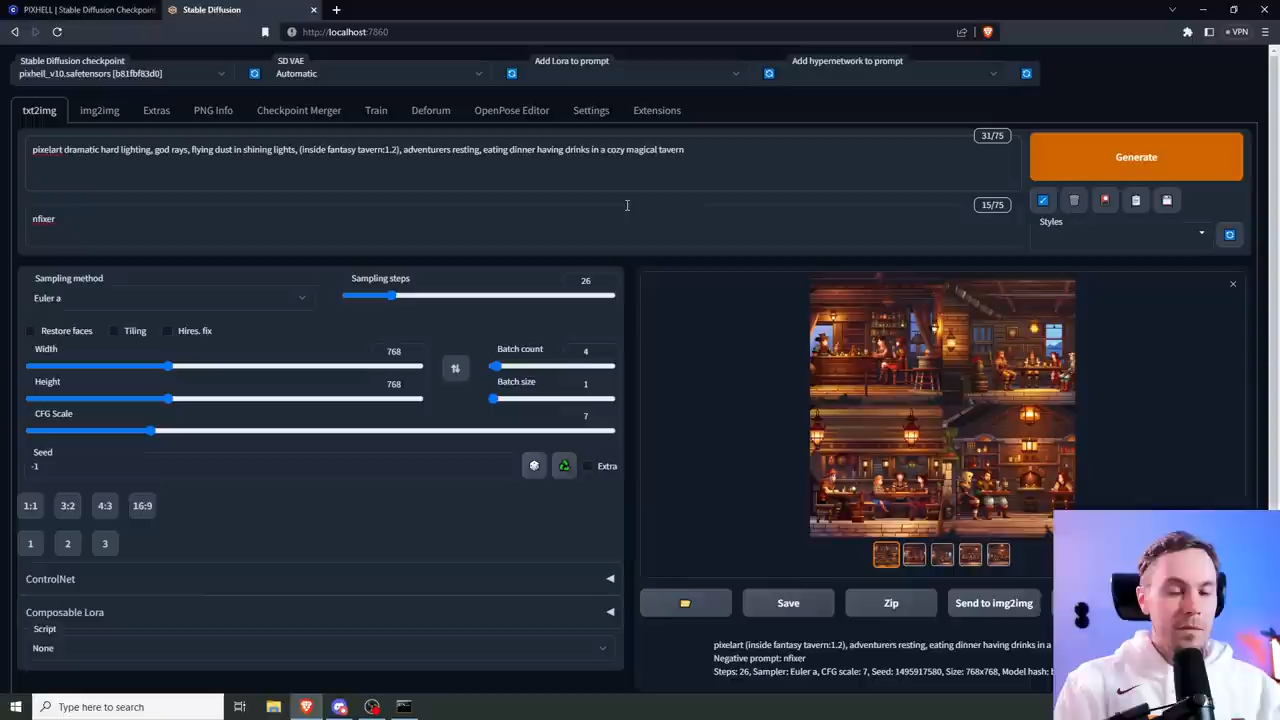 PIXHELL | Stable Diffusion Checkpoin
Stable Diffusion
http://localhost:7860
VPN
Stable Diffusion checkpoint
pixhell_v10.safetensors [b81fbf83d0]
SD VAE
Automatic
Add Lora to prompt
Add hypernetwork to prompt
txt2img
img2img
Extras
PNG Info
Checkpoint Merger
Train
Deforum
OpenPose Editor
Settings
Extensions
31/75
pixelart dramatic hard lighting, god rays, flying dust in shining lights, (inside fantasy tavern:1.2), adventurers resting, eating dinner having drinks in a cozy magical tavern
Generate
15/75
nfixer
Styles
Sampling method
Euler a
Sampling steps
26
Restore faces
Tiling
Hires. fix
Width
768
Batch count
4
Height
768
Batch size
1
CFG Scale
7
Seed
-1
Extra
1:1
3:2
4:3
16:9
1
2
3
ControlNet
Composable Lora
Script
None
Save
Zip
Send to img2img
pixelart (inside fantasy tavern:1.2), adventurers resting, eating dinner having drinks in a
Negative prompt: nfixer
Steps: 26, Sampler: Euler a, CFG scale: 7, Seed: 1495917580, Size: 768x768, Model hash: b
Type here to search